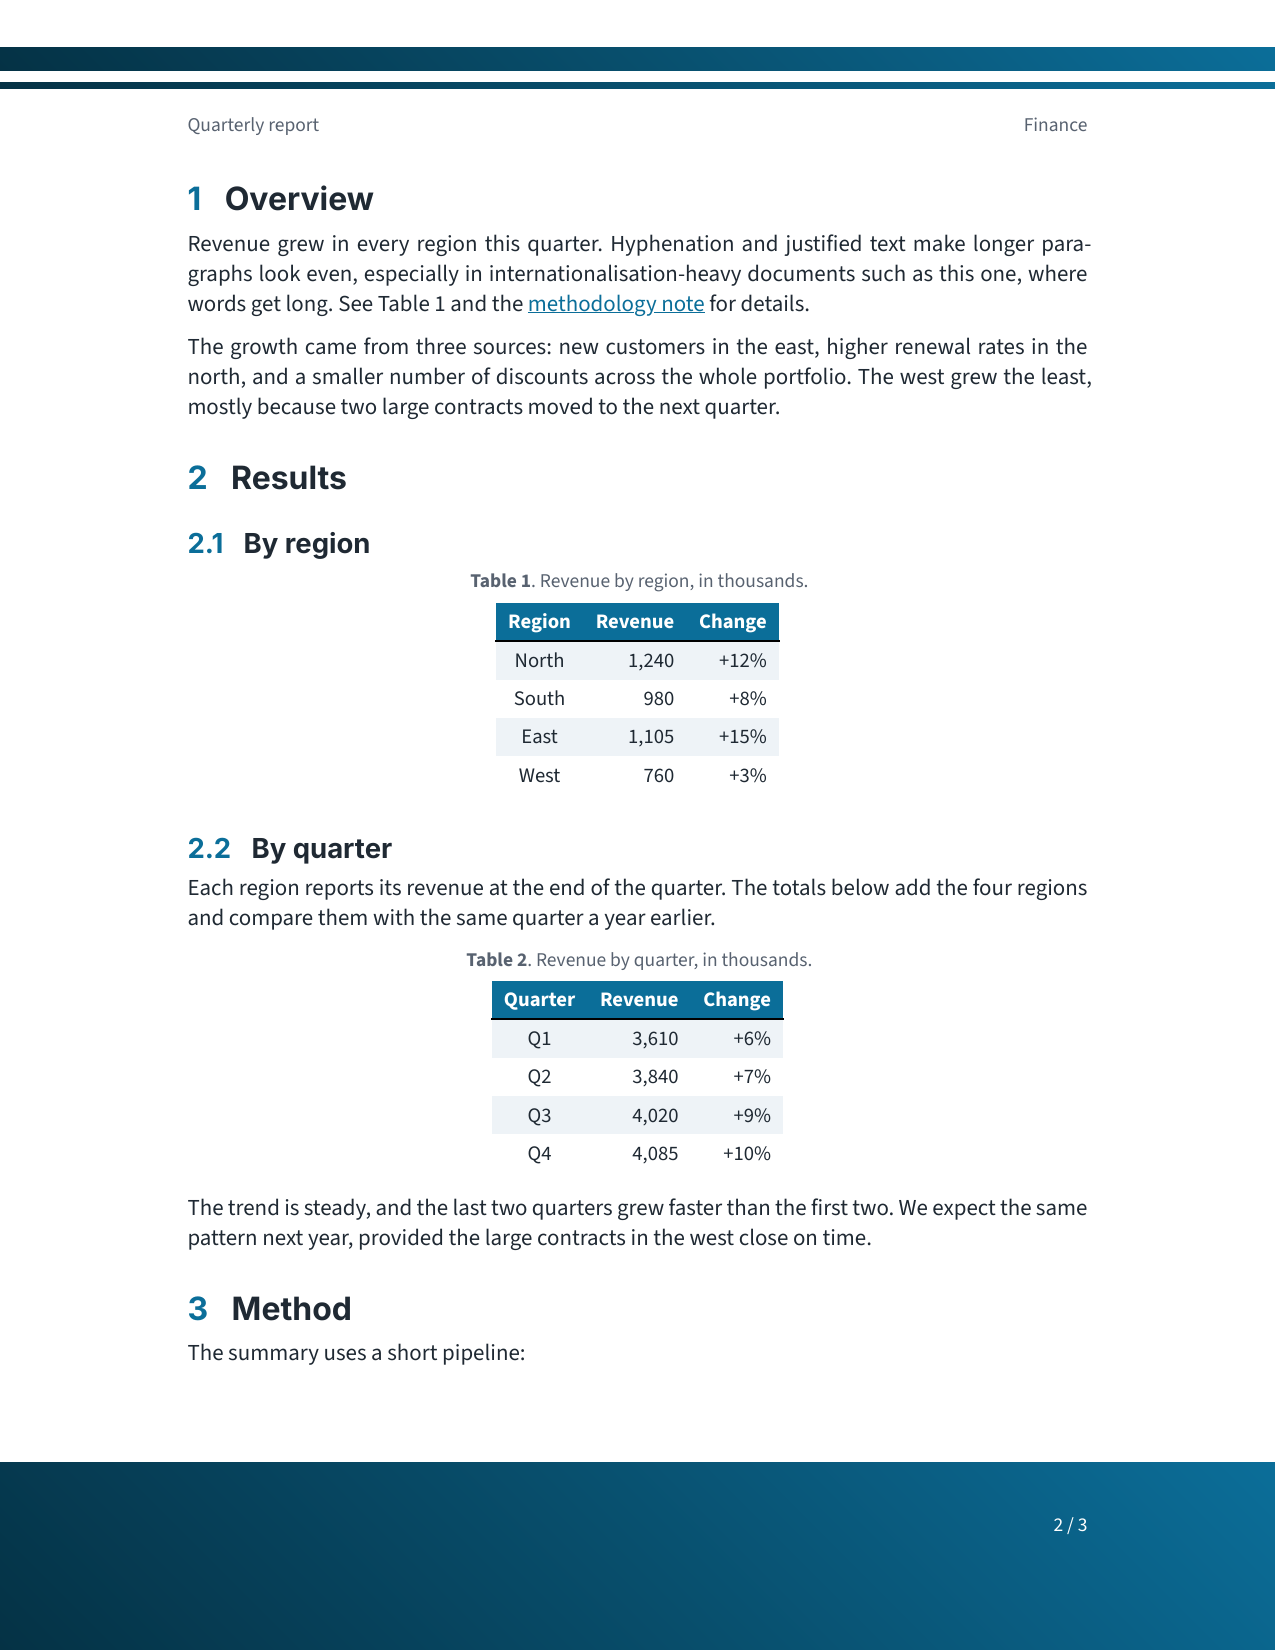 Quarterly report Finance
1 Overview
Revenue grew in every region this quarter. Hyphenation and justified text make longer para-
graphs look even, especially in internationalisation-heavy documents such as this one, where
words get long. See Table 1 and the methodology note for details.
The growth came from three sources: new customers in the east, higher renewal rates in the
north, and a smaller number of discounts across the whole portfolio. The west grew the least,
mostly because two large contracts moved to the next quarter.
2 Results
2.1 By region
Table 1. Revenue by region, in thousands.
Region Revenue Change
North 1,240 +12%
South 980 +8%
East 1,105 +15%
West 760 +3%
2.2 By quarter
Each region reports its revenue at the end of the quarter. The totals below add the four regions
and compare them with the same quarter a year earlier.
Table 2. Revenue by quarter, in thousands.
Quarter Revenue Change
Q1 3,610 +6%
Q2 3,840 +7%
Q3 4,020 +9%
Q4 4,085 +10%
The trend is steady, and the last two quarters grew faster than the first two. We expect the same
pattern next year, provided the large contracts in the west close on time.
3 Method
The summary uses a short pipeline:
2 / 3